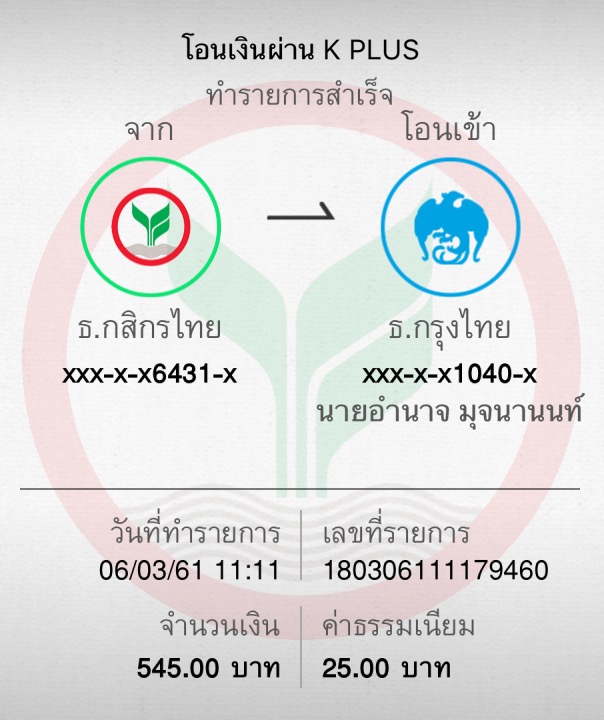 โอนเงินผ่าน K PLUS
ทำรายการสำเร็จ
จาก
โอนเข้า
ธ.กสิกรไทย
xxx-x-x6431-x
ธ.กรุงไทย
xxx-x-x1040-x
นายอำนาจ มุจนานนท์
วันที่ทำรายการ
06/03/61 11:11
เลขที่รายการ
180306111179460
จำนวนเงิน
545.00 บาท
ค่าธรรมเนียม
25.00 บาท